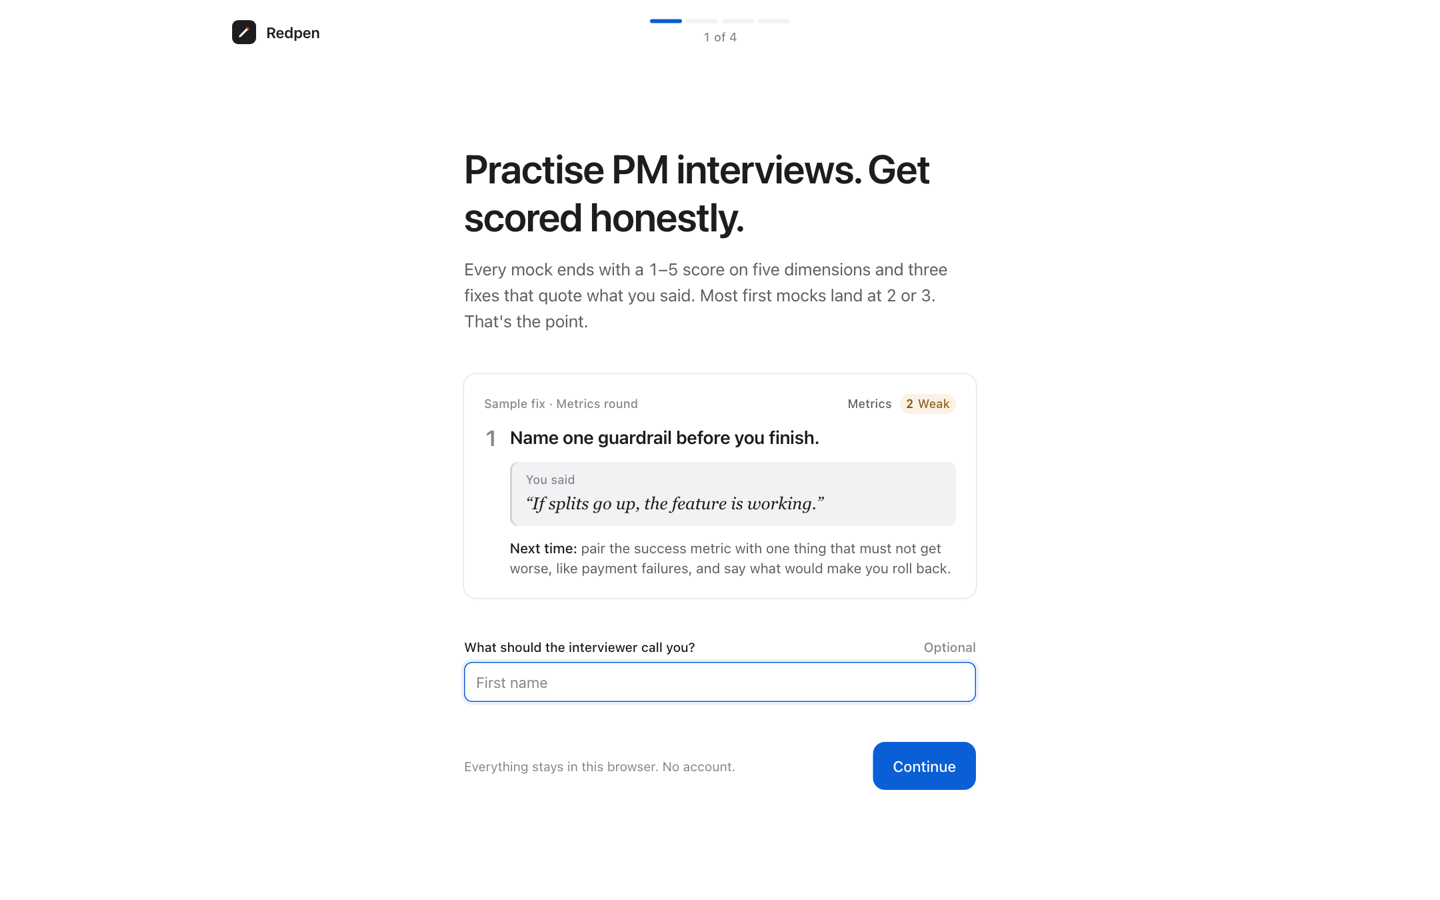 Redpen
1 of 4
Practise PM interviews. Get
scored honestly.
Every mock ends with a 1–5 score on five dimensions and three
fixes that quote what you said. Most first mocks land at 2 or 3.
That's the point.
Sample fix · Metrics round
Metrics 2 Weak
1 Name one guardrail before you finish.
You said
“If splits go up, the feature is working.”
Next time: pair the success metric with one thing that must not get
worse, like payment failures, and say what would make you roll back.
What should the interviewer call you? Optional
First name
Everything stays in this browser. No account.
Continue